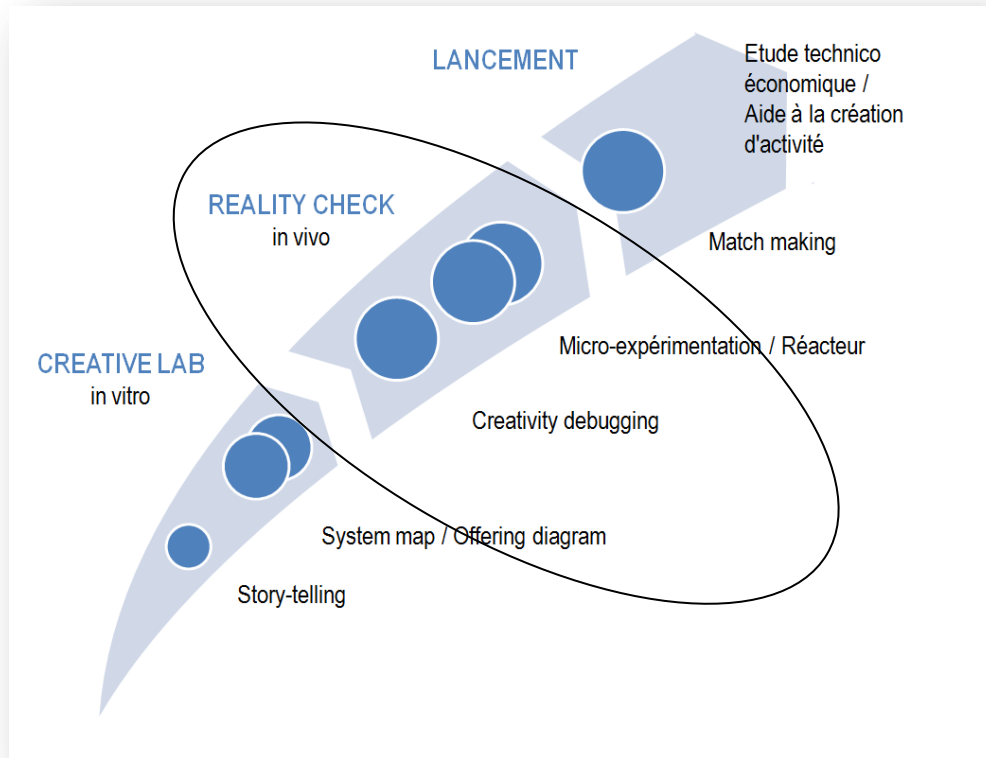 LANCEMENT
Etude technico
économique /
Aide à la création
d'activité
REALITY CHECK
in vivo
Match making
Micro-expérimentation / Réacteur
CREATIVE LAB
in vitro
Creativity debugging
System map / Offering diagram
Story-telling